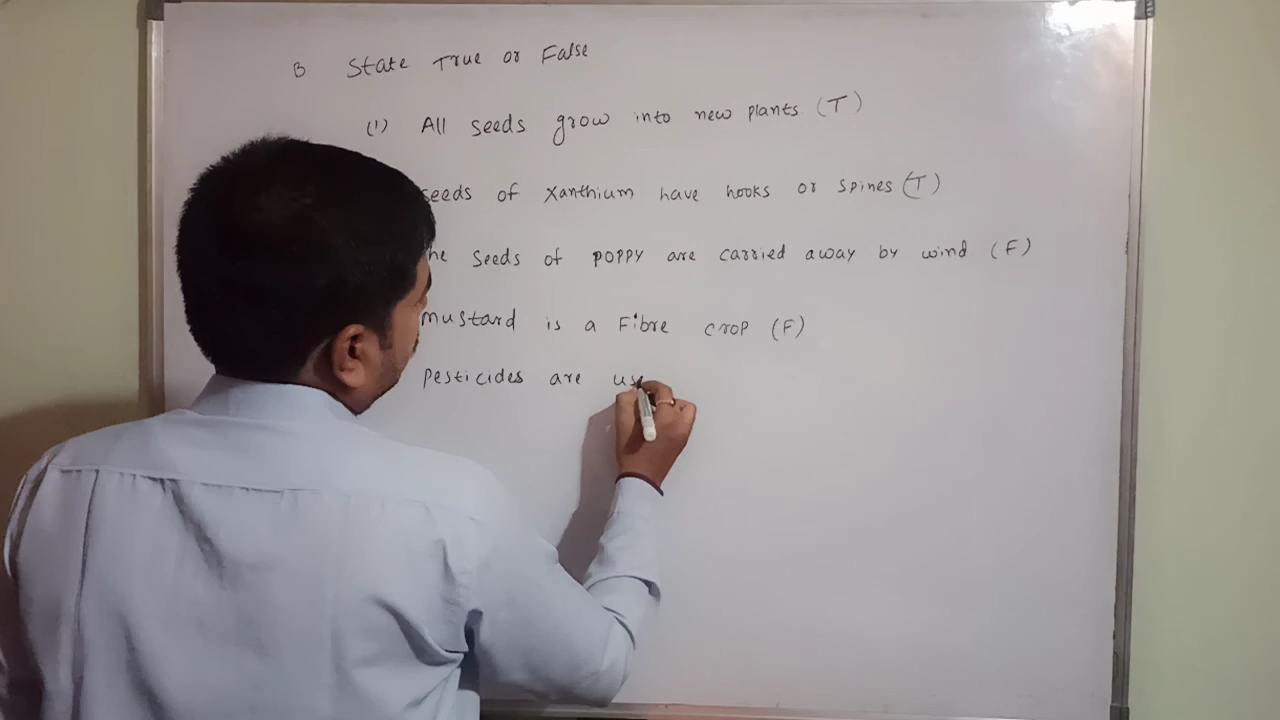 B State True or False
(1) All seeds grow into new plants (T)
seeds of Xanthium have hooks or spines (T)
he seeds of poppy are carried away by wind (F)
mustard is a Fibre crop (F)
pesticides are use